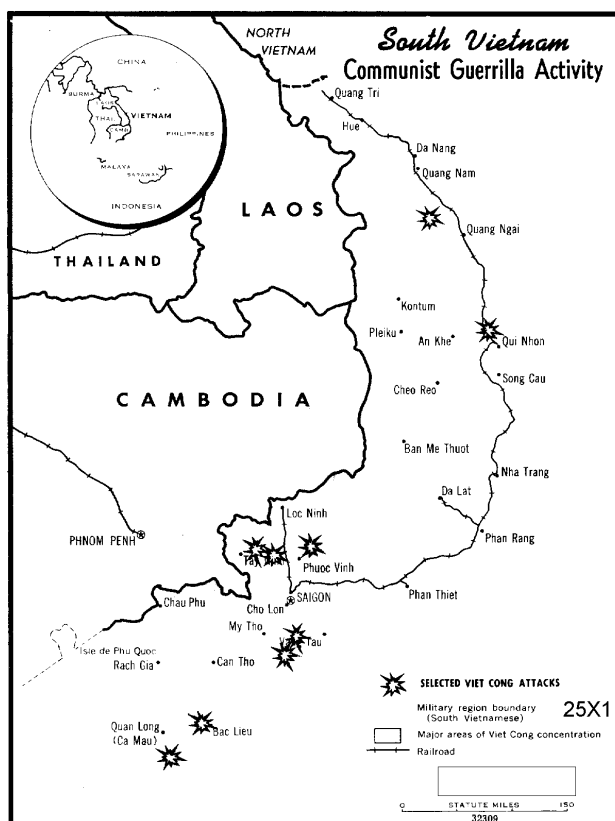 South Vietnam
Communist Guerrilla Activity
NORTH
VIETNAM
CHINA
BURMA
LAOS
THAI.
VIETNAM
CAMB.
PHILIPPINES
MALAYA
SARAWAK
INDONESIA
Quang Tri
Hue
Da Nang
Quang Nam
LAOS
Quang Ngai
THAILAND
Kontum
Pleiku
An Khe
Qui Nhon
Song Cau
Cheo Reo
CAMBODIA
Ban Me Thuot
Nha Trang
Da Lat
Loc Ninh
Phan Rang
PHNOM PENH
Phuoc Vinh
Chau Phu
Cho Lon
SAIGON
Phan Thiet
My Tho
Tau
Isle de Phu Quoc
Rach Gia
Can Tho
SELECTED VIET CONG ATTACKS
Military region boundary
(South Vietnamese)
25X1
Quan Long
(Ca Mau)
Bac Lieu
Major areas of Viet Cong concentration
Railroad
STATUTE MILES
0
150
32309